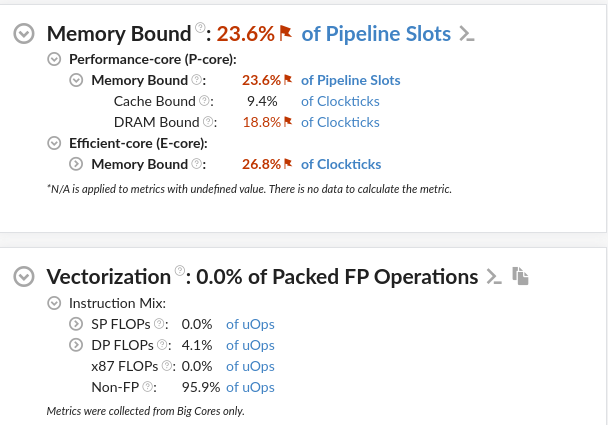 Memory Bound ?: 23.6% of Pipeline Slots
Performance-core (P-core):
Memory Bound ?: 23.6% of Pipeline Slots
Cache Bound ?: 9.4% of Clockticks
DRAM Bound ?: 18.8% of Clockticks
Efficient-core (E-core):
Memory Bound ?: 26.8% of Clockticks
*N/A is applied to metrics with undefined value. There is no data to calculate the metric.
Vectorization ?: 0.0% of Packed FP Operations
Instruction Mix:
SP FLOPs ?: 0.0% of uOps
DP FLOPs ?: 4.1% of uOps
x87 FLOPs ?: 0.0% of uOps
Non-FP ?: 95.9% of uOps
Metrics were collected from Big Cores only.